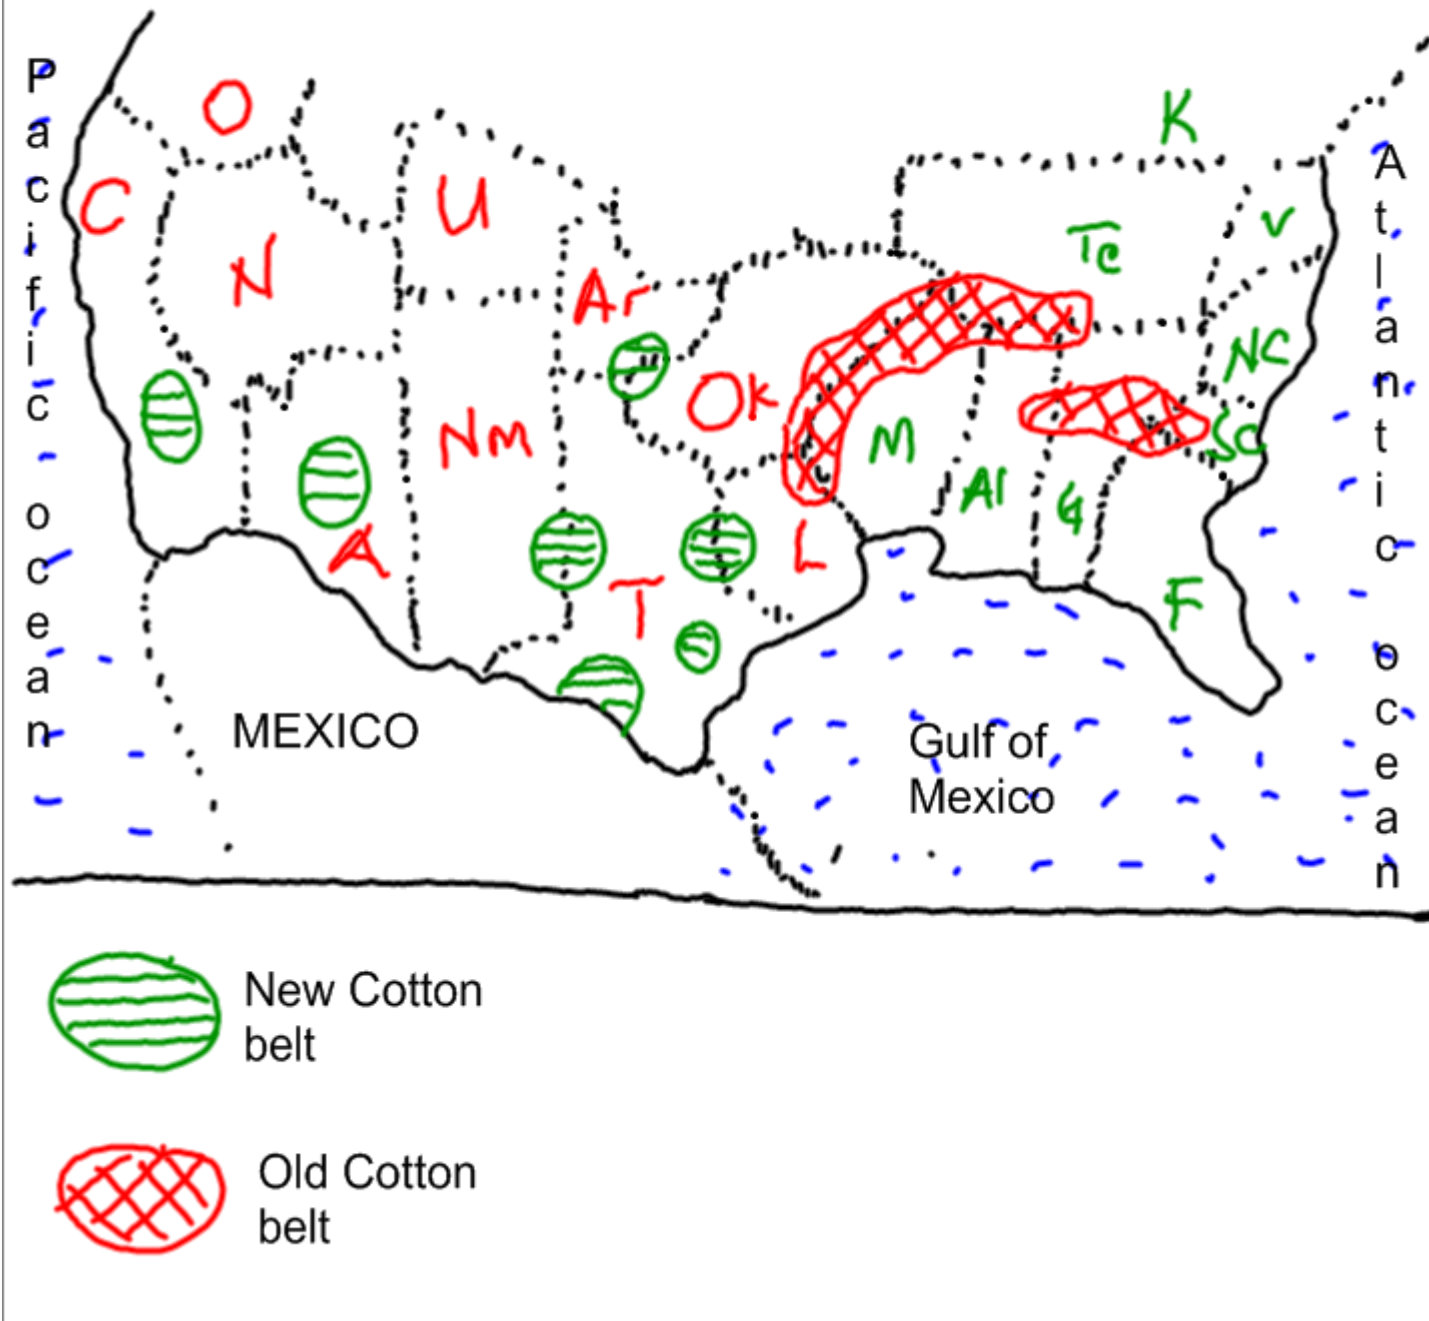 Pacific ocean
O
K
C
U
N
Tc
V
Atlantic ocean
Ar
NC
Ok
Nm
M
SC
Al
G
A
L
T
F
MEXICO
Gulf of
Mexico
New Cotton
belt
Old Cotton
belt